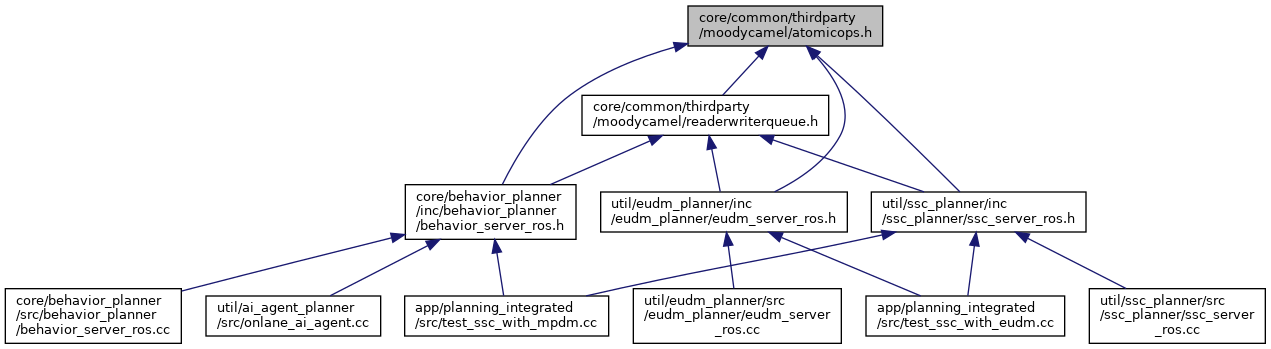 core/common/thirdparty
/moodycamel/atomicops.h
core/common/thirdparty
/moodycamel/readerwriterqueue.h
core/behavior_planner
/inc/behavior_planner
/behavior_server_ros.h
util/eudm_planner/inc
/eudm_planner/eudm_server_ros.h
util/ssc_planner/inc
/ssc_planner/ssc_server_ros.h
core/behavior_planner
/src/behavior_planner
/behavior_server_ros.cc
util/ai_agent_planner
/src/onlane_ai_agent.cc
app/planning_integrated
/src/test_ssc_with_mpdm.cc
util/eudm_planner/src
/eudm_planner/eudm_server
_ros.cc
app/planning_integrated
/src/test_ssc_with_eudm.cc
util/ssc_planner/src
/ssc_planner/ssc_server
_ros.cc